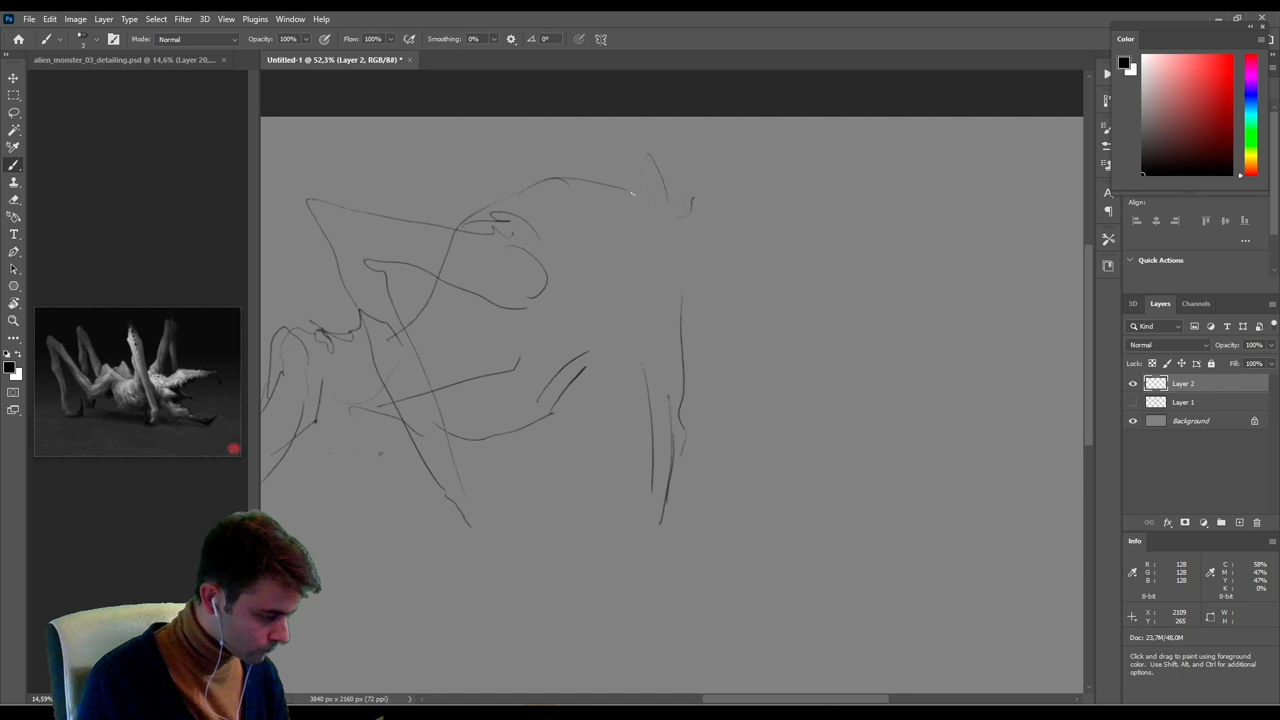 Ps File Edit Image Layer Type Select Filter 3D View Plugins Window Help
3 Mode: Normal Opacity: 100% Flow: 100% Smoothing: 0% 0°
alien_monster_03_detailing.psd @ 14,6% (Layer 20,... ×
Untitled-1 @ 52,3% (Layer 2, RGB/8#) * ×
Color
Align:
Quick Actions
3D Layers Channels
Kind
Normal Opacity: 100%
Lock: Fill: 100%
Layer 2
Layer 1
Background
fx
Info
R : 128 C : 58%
G : 128 M : 47%
B : 128 Y : 47%
K : 0%
8-bit 8-bit
X : 2109 W :
Y : 265 H :
Doc: 23,7M/48,0M
Click and drag to paint using foreground
color. Use Shift, Alt, and Ctrl for additional
options.
14,59% 3840 px x 2160 px (72 ppi)